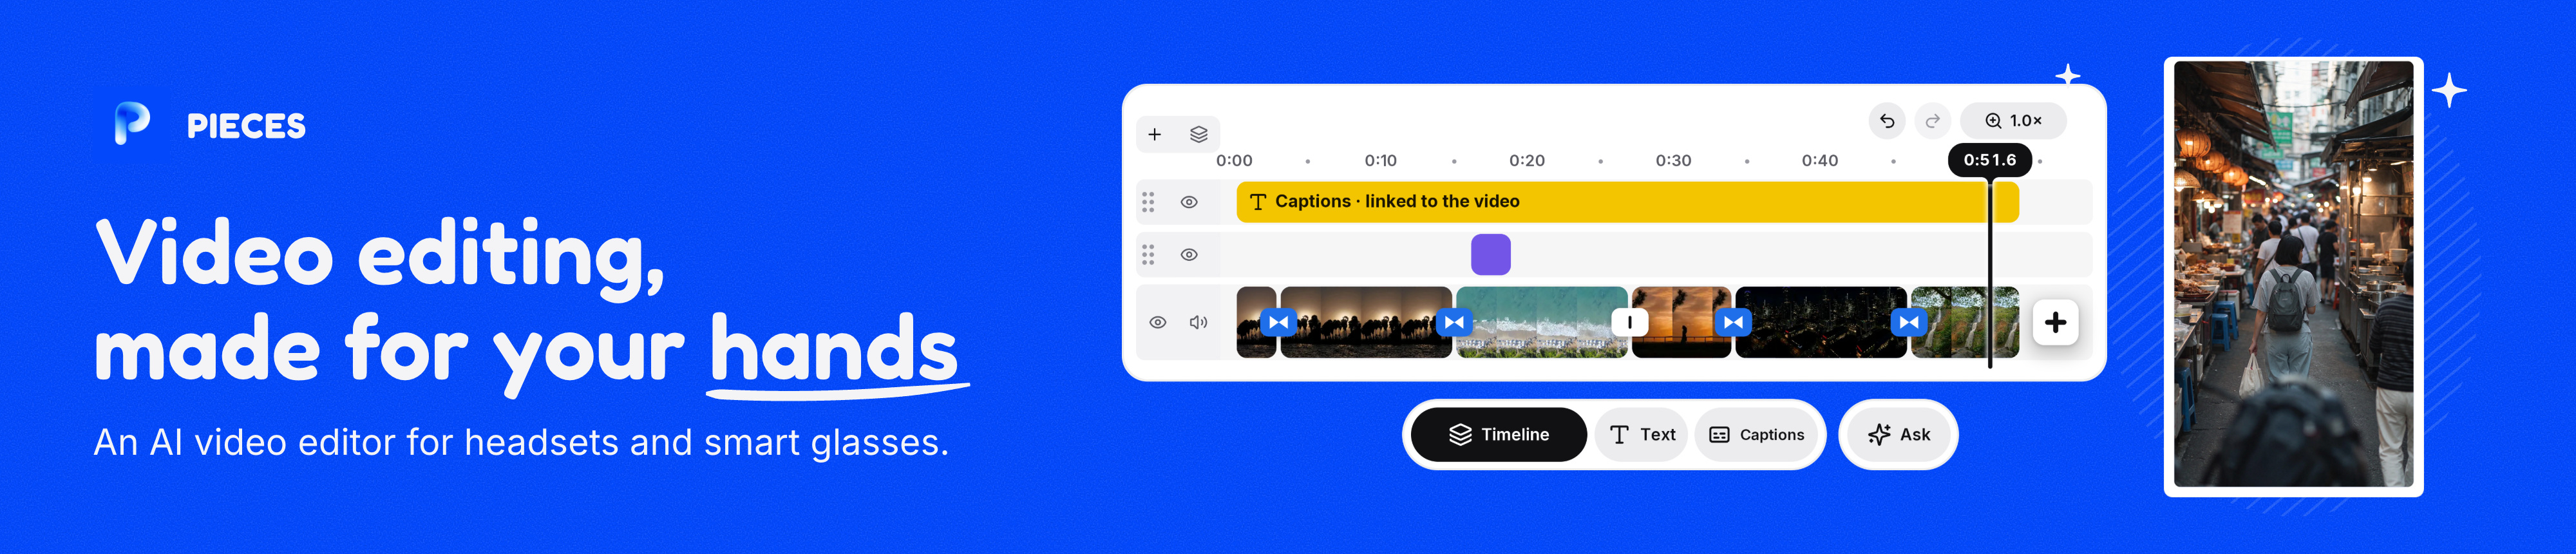 PIECES
Video editing,
made for your hands
An AI video editor for headsets and smart glasses.
1.0×
0:00 0:10 0:20 0:30 0:40 0:51.6
Captions · linked to the video
Timeline Text Captions Ask